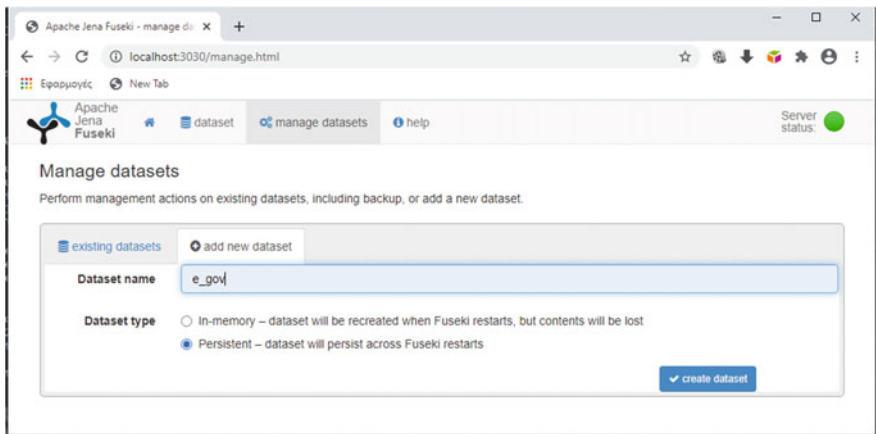 Apache Jena Fuseki - manage da
localhost:3030/manage.html
Εφαρμογές New Tab
Apache Jena Fuseki dataset manage datasets help Server status:
Manage datasets
Perform management actions on existing datasets, including backup, or add a new dataset.
existing datasets add new dataset
Dataset name e_gov
Dataset type In-memory – dataset will be recreated when Fuseki restarts, but contents will be lost
Persistent – dataset will persist across Fuseki restarts
create dataset